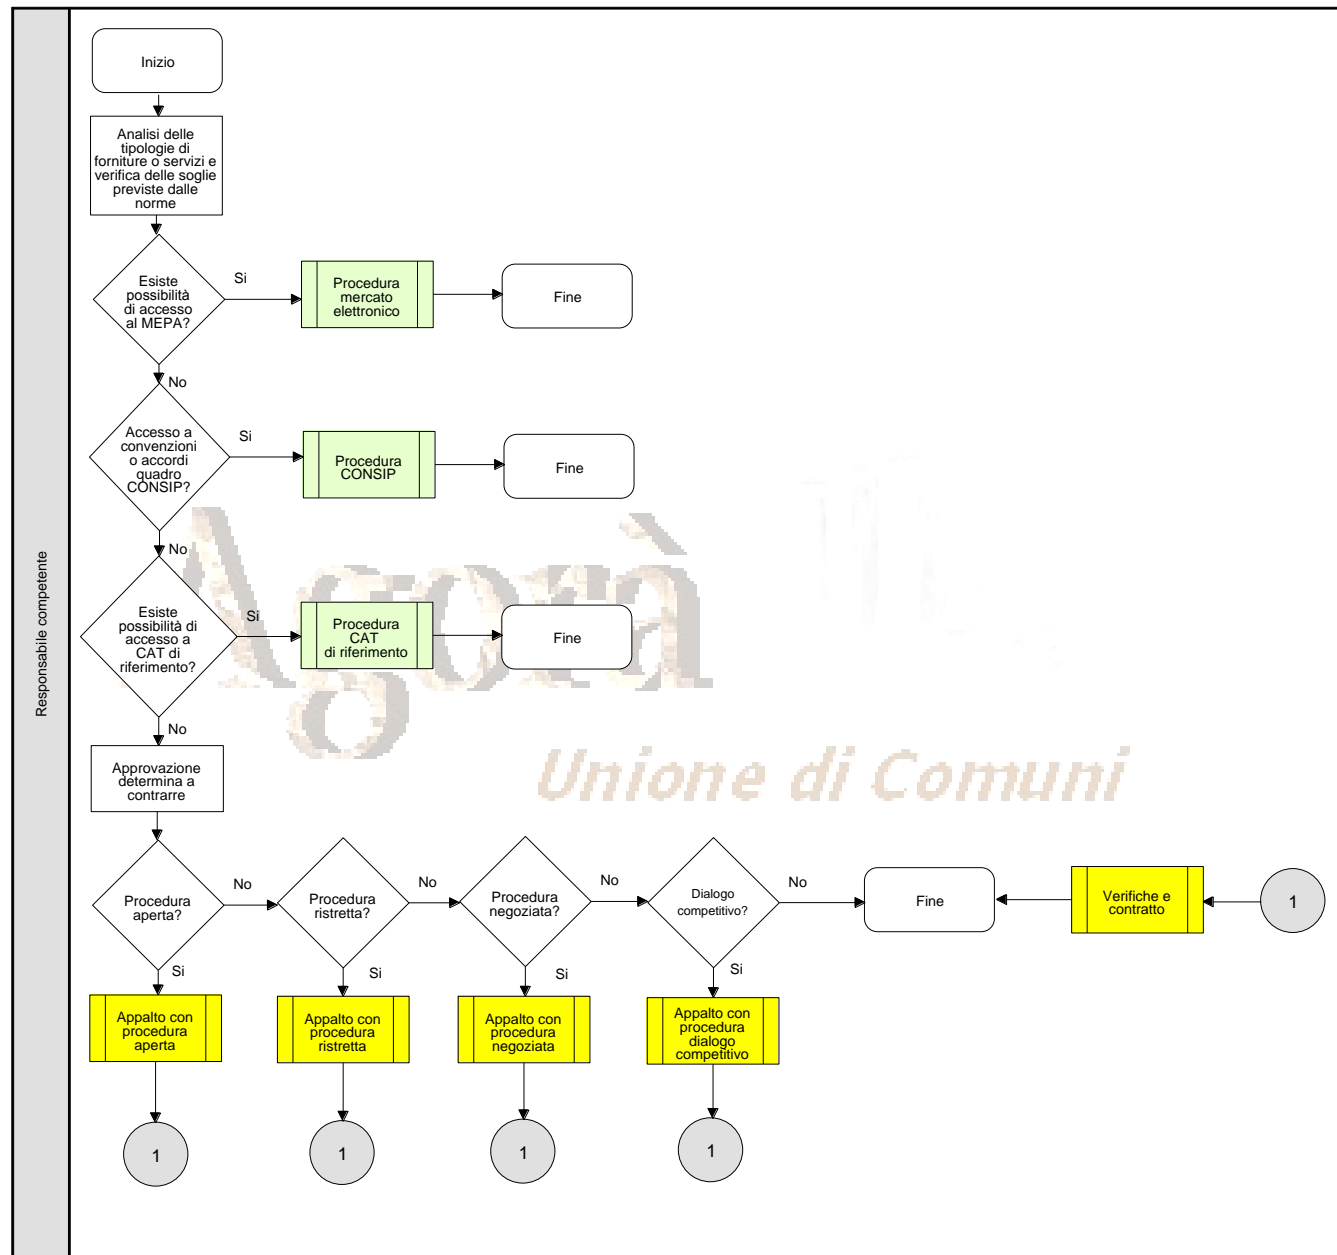 Responsabile competente
Inizio
Analisi delle
tipologie di
forniture o servizi e
verifica delle soglie
previste dalle
norme
Esiste
possibilità
di accesso
al MEPA?
Si
Procedura
mercato
elettronico
Fine
No
Accesso a
convenzioni
o accordi
quadro
CONSIP?
Si
Procedura
CONSIP
Fine
No
Esiste
possibilità di
accesso a
CAT di
riferimento?
Si
Procedura
CAT
di riferimento
Fine
No
Agorà
Unione di Comuni
Approvazione
determina a
contrarre
Procedura
aperta?
No
Procedura
ristretta?
No
Procedura
negoziata?
No
Dialogo
competitivo?
No
Fine
Verifiche e
contratto
1
Si
Si
Si
Si
Appalto con
procedura
aperta
Appalto con
procedura
ristretta
Appalto con
procedura
negoziata
Appalto con
procedura
dialogo
competitivo
1
1
1
1